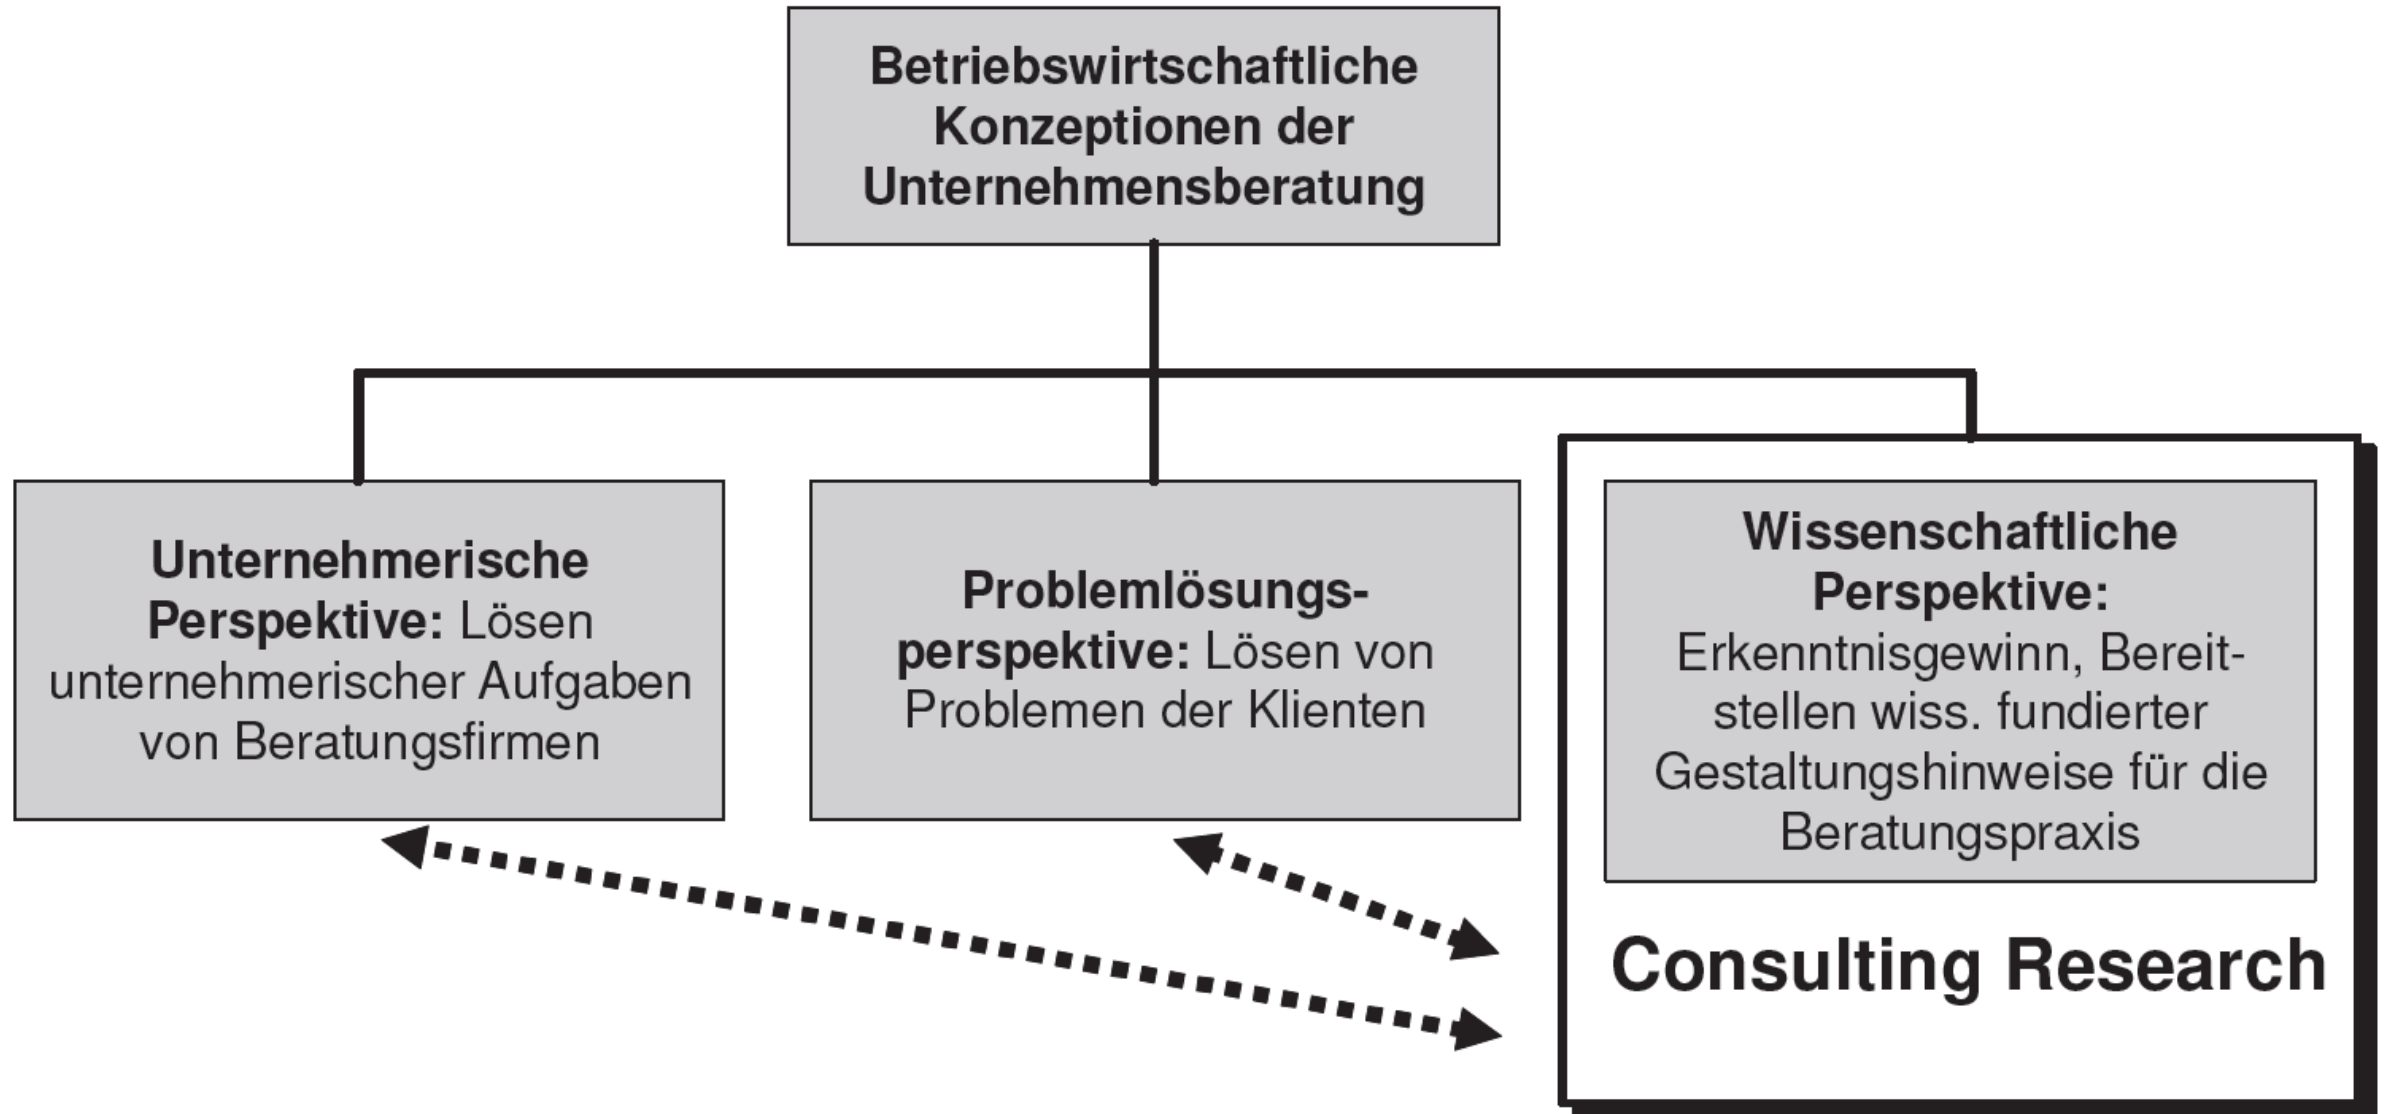 Betriebswirtschaftliche
Konzeptionen der
Unternehmensberatung
Unternehmerische
Perspektive: Lösen
unternehmerischer Aufgaben
von Beratungsfirmen
Problemlösungs-
perspektive: Lösen von
Problemen der Klienten
Wissenschaftliche
Perspektive:
Erkenntnisgewinn, Bereit-
stellen wiss. fundierter
Gestaltungshinweise für die
Beratungspraxis
Consulting Research